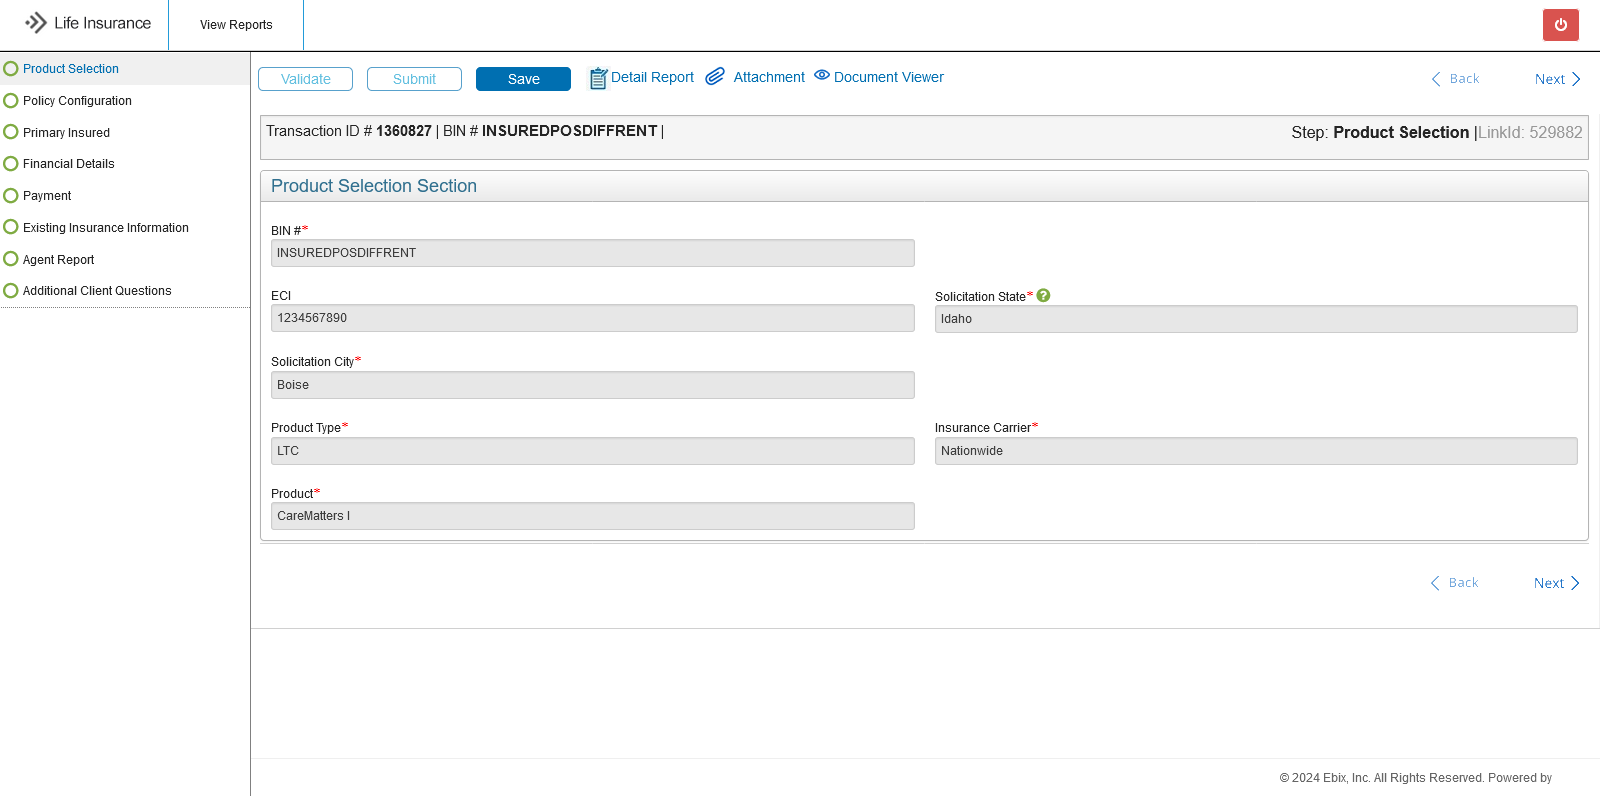 Life Insurance
View Reports
Product Selection
Policy Configuration
Primary Insured
Financial Details
Payment
Existing Insurance Information
Agent Report
Additional Client Questions
Validate
Submit
Save
Detail Report
Attachment
Document Viewer
Back
Next
Transaction ID # 1360827 | BIN # INSUREDPOSDIFFRENT |
Step: Product Selection |LinkId: 529882
Product Selection Section
BIN #*
INSUREDPOSDIFFRENT
ECI
1234567890
Solicitation State* ?
Idaho
Solicitation City*
Boise
Product Type*
LTC
Insurance Carrier*
Nationwide
Product*
CareMatters I
Back
Next
© 2024 Ebix, Inc. All Rights Reserved. Powered by